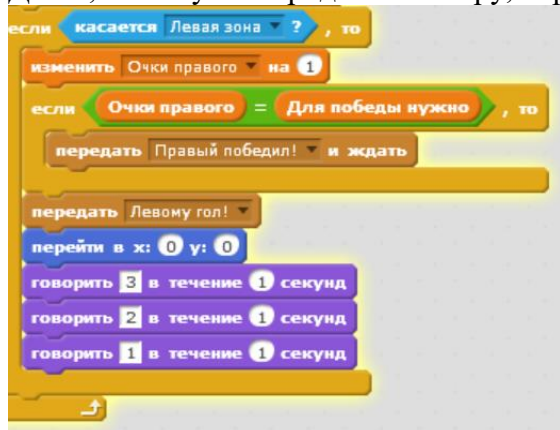 если касается Левая зона ? , то
изменить Очки правого на 1
если Очки правого = Для победы нужно , то
передать Правый победил! и ждать
передать Левому гол!
перейти в x: 0 y: 0
говорить 3 в течение 1 секунд
говорить 2 в течение 1 секунд
говорить 1 в течение 1 секунд